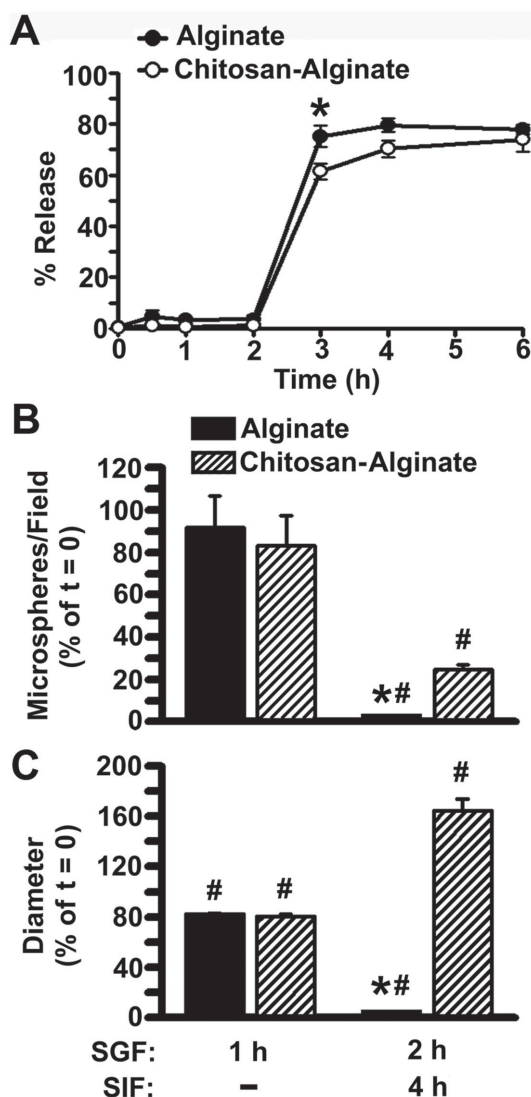 A
Alginate
Chitosan-Alginate
100
80
60
40
20
0
% Release
*
0 1 2 3 4 5 6
Time (h)
B
Alginate
Chitosan-Alginate
120
100
80
60
40
20
0
Microspheres/Field
(% of t = 0)
*# #
C
200
160
120
80
40
0
Diameter
(% of t = 0)
# # *# #
SGF: 1 h 2 h
SIF: – 4 h